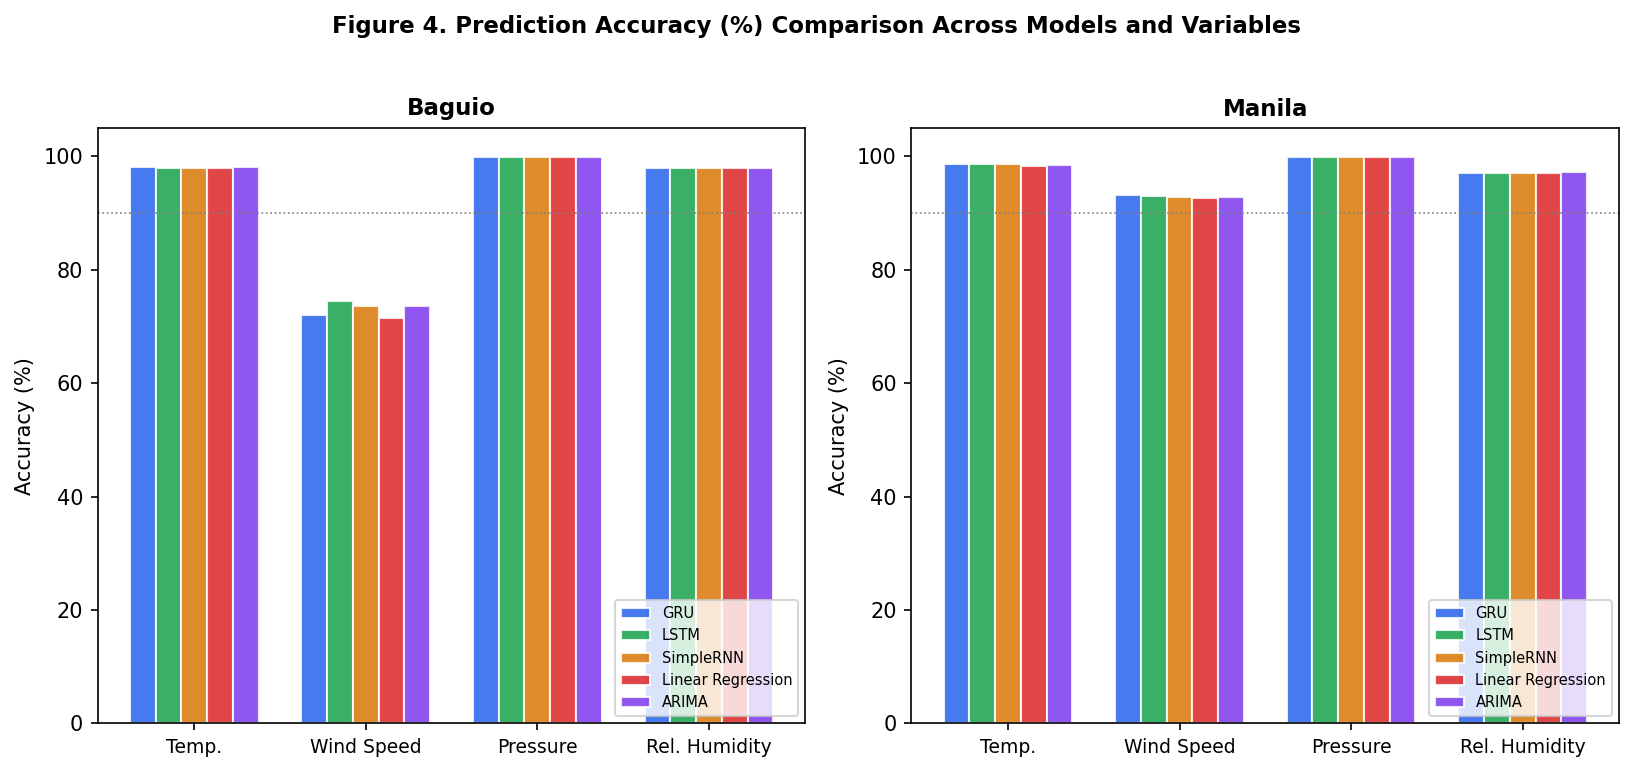 Figure 4. Prediction Accuracy (%) Comparison Across Models and Variables
Baguio
Accuracy (%)
100
80
60
40
20
0
Temp. Wind Speed Pressure Rel. Humidity
GRU
LSTM
SimpleRNN
Linear Regression
ARIMA
Manila
Accuracy (%)
100
80
60
40
20
0
Temp. Wind Speed Pressure Rel. Humidity
GRU
LSTM
SimpleRNN
Linear Regression
ARIMA